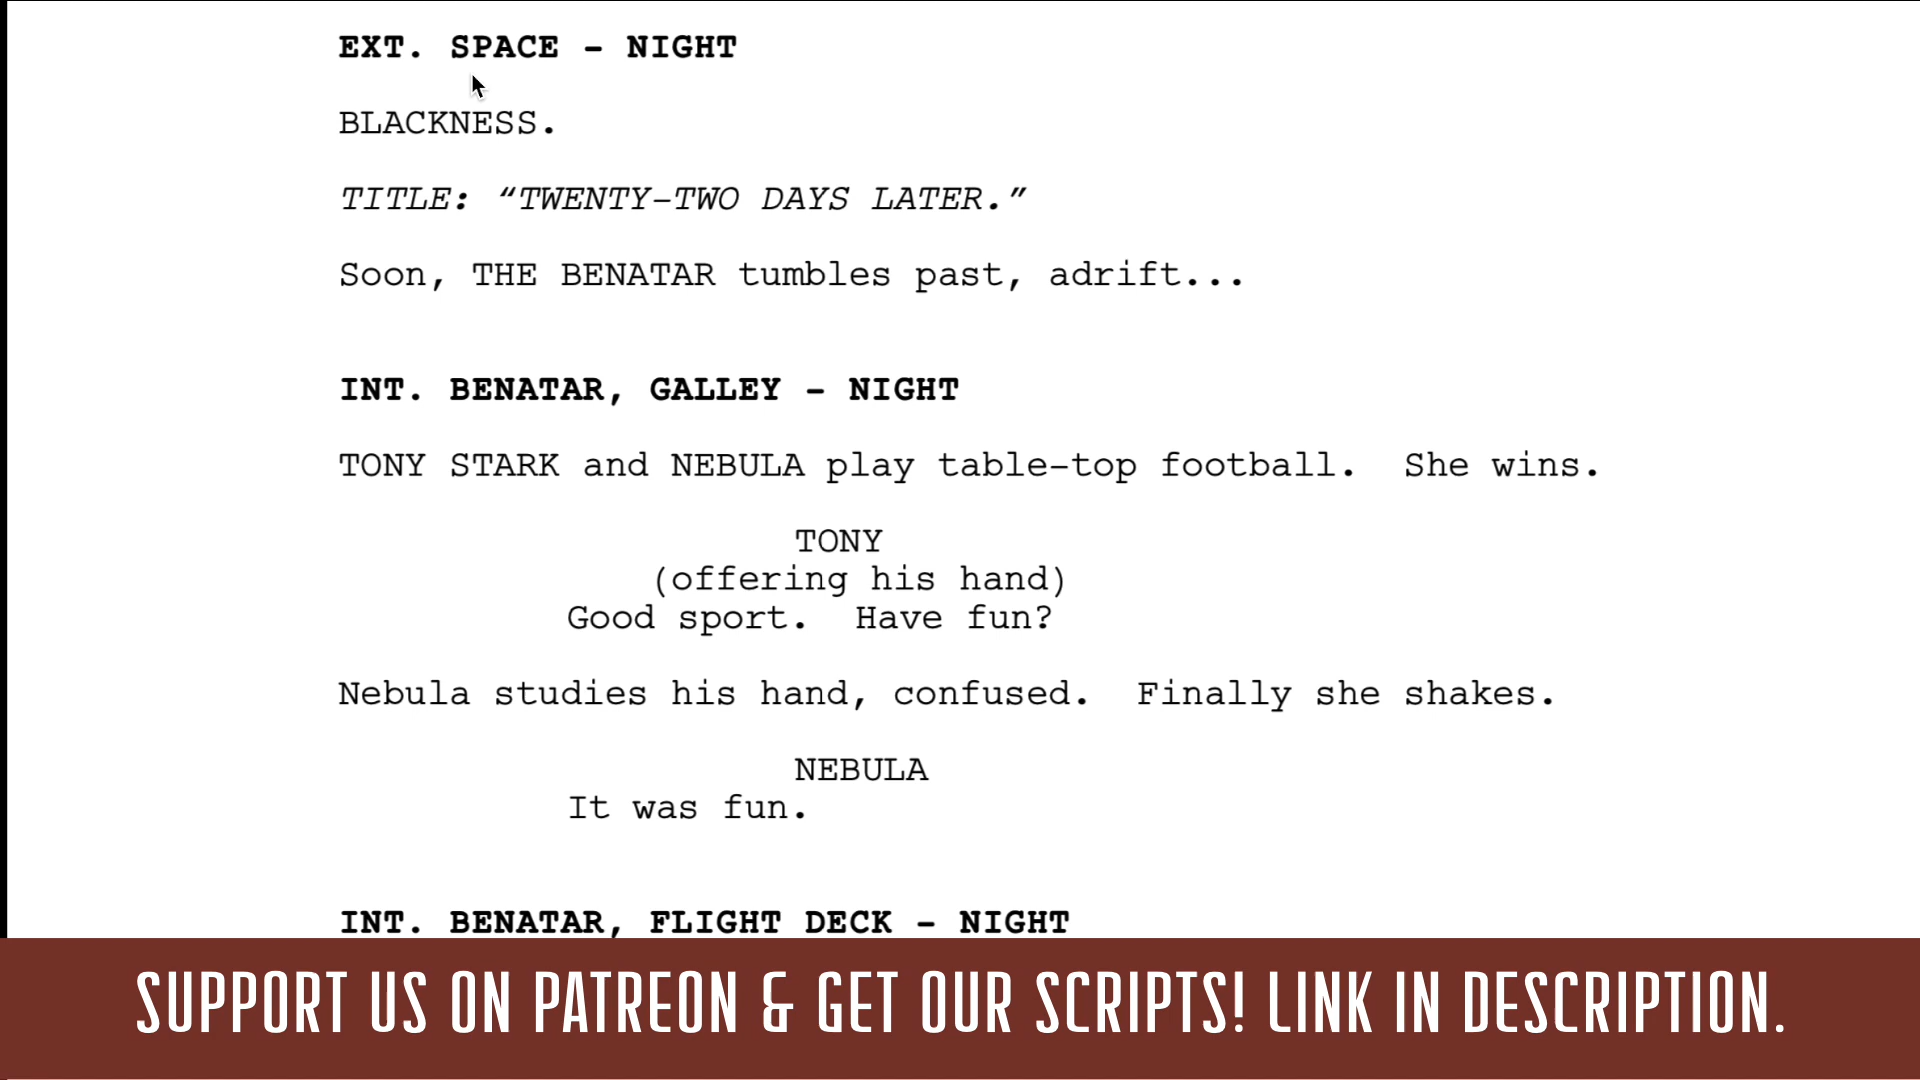 EXT. SPACE – NIGHT
BLACKNESS.
TITLE: “TWENTY-TWO DAYS LATER.”
Soon, THE BENATAR tumbles past, adrift...
INT. BENATAR, GALLEY – NIGHT
TONY STARK and NEBULA play table-top football.  She wins.
TONY
(offering his hand)
Good sport.  Have fun?
Nebula studies his hand, confused.  Finally she shakes.
NEBULA
It was fun.
INT. BENATAR, FLIGHT DECK – NIGHT
SUPPORT US ON PATREON & GET OUR SCRIPTS! LINK IN DESCRIPTION.